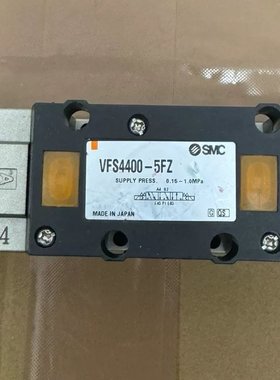 SMC
VFS4400-5FZ
SUPPLY PRESS. 0.15~1.0MPa
MADE IN JAPAN
4